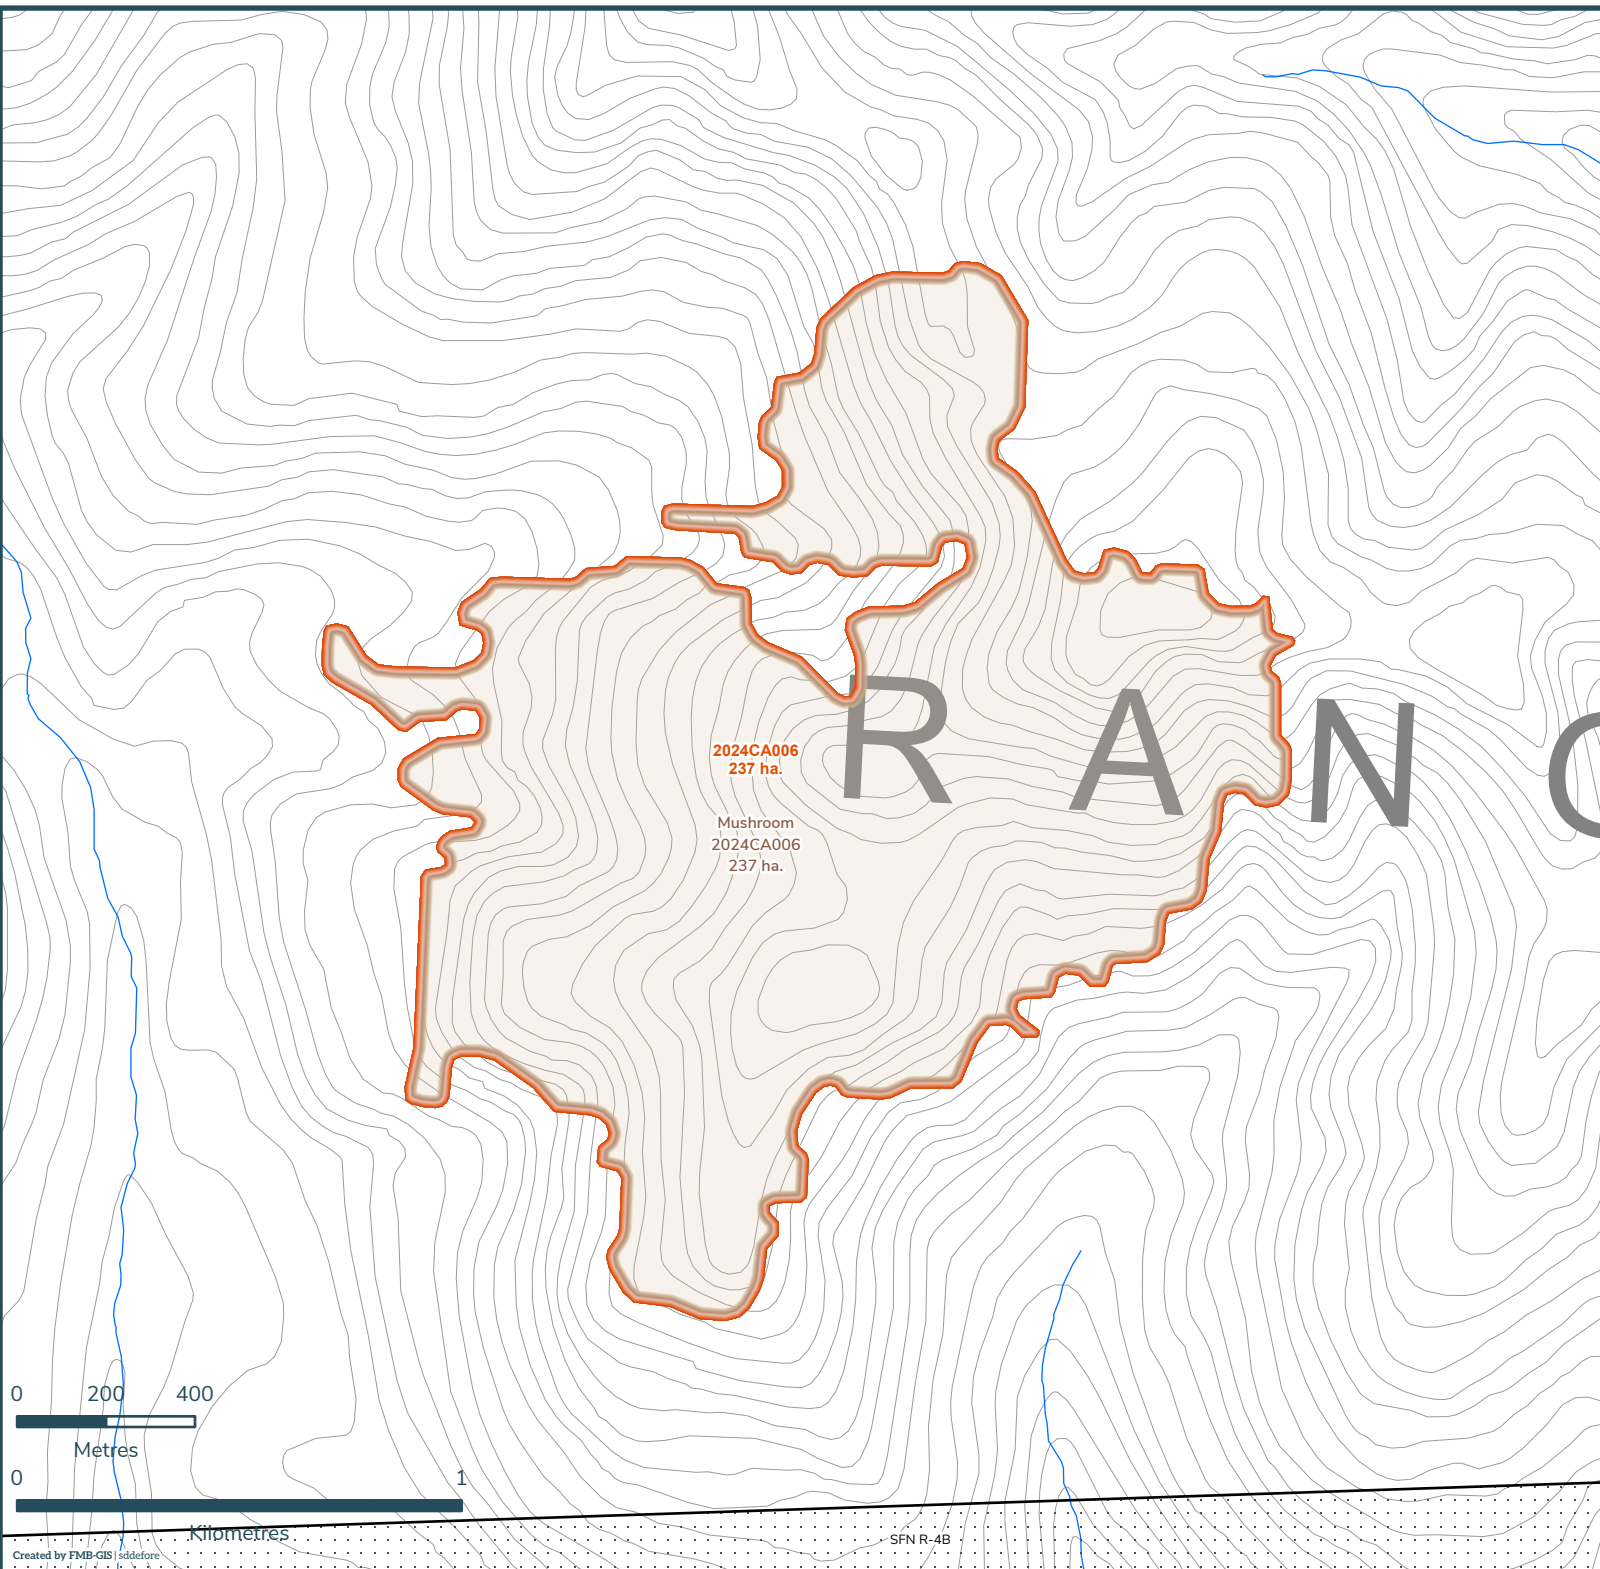 2024CA006
237 ha.
R A N
Mushroom
2024CA006
237 ha.
0 200 400
Metres
0 1
Kilometres
SFN R-4B
Created by FMB-GIS | sddefore